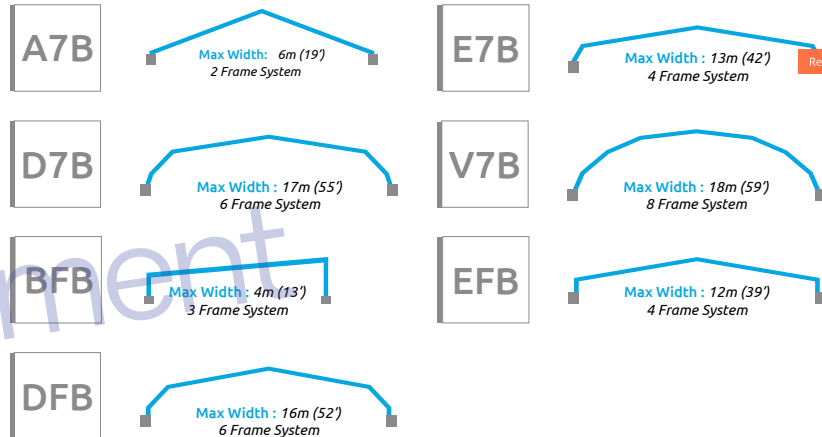 A7B
Max Width: 6m (19')
2 Frame System
E7B
Max Width : 13m (42')
4 Frame System
Re
D7B
Max Width : 17m (55')
6 Frame System
V7B
Max Width : 18m (59')
8 Frame System
BFB
Max Width : 4m (13')
3 Frame System
EFB
Max Width : 12m (39')
4 Frame System
ment
DFB
Max Width : 16m (52')
6 Frame System